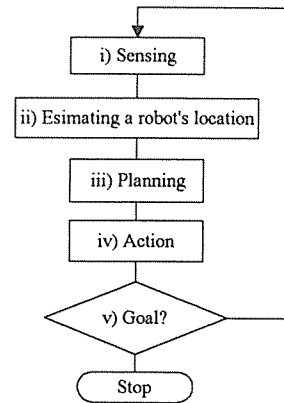 i) Sensing
ii) Esimating a robot's location
iii) Planning
iv) Action
v) Goal?
Stop